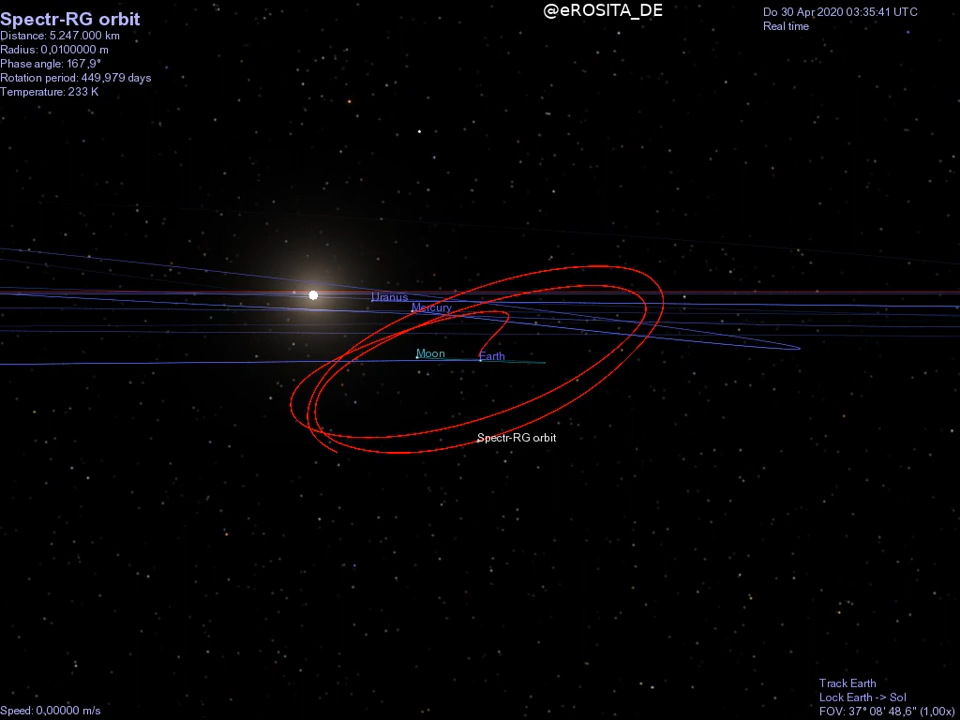 Spectr-RG orbit
Distance: 5.247.000 km
Radius: 0,0100000 m
Phase angle: 167,9°
Rotation period: 449,979 days
Temperature: 233 K
@eROSITA_DE
Do 30 Apr 2020 03:35:41 UTC
Real time
Uranus
Mercury
Moon
Earth
Spectr-RG orbit
Speed: 0,00000 m/s
Track Earth
Lock Earth -> Sol
FOV: 37° 08' 48,6" (1,00x)